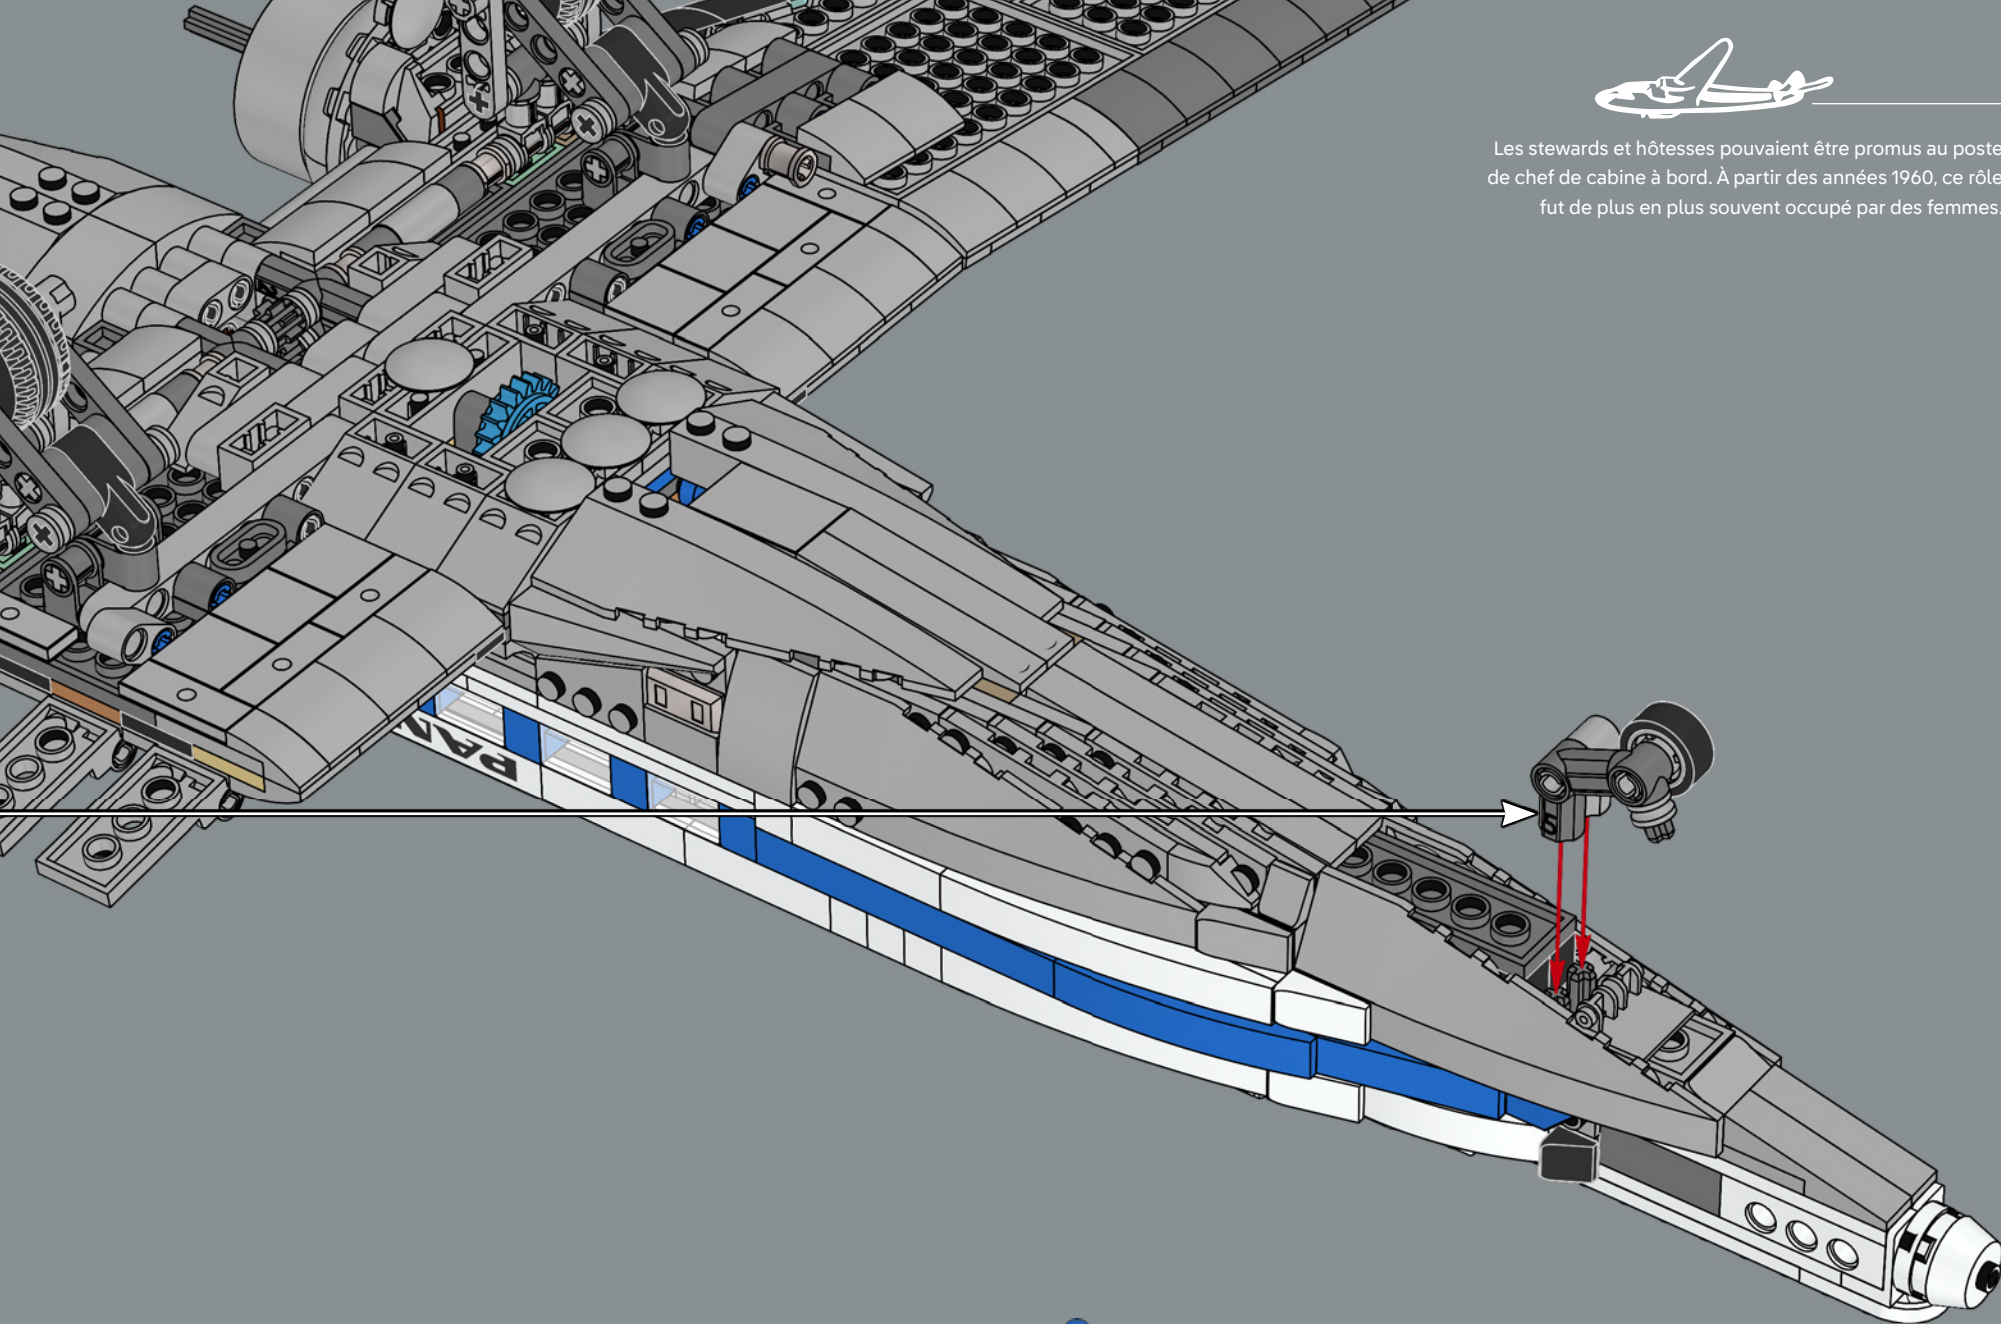 Les stewards et hôtesses pouvaient être promus au poste
de chef de cabine à bord. À partir des années 1960, ce rôle
fut de plus en plus souvent occupé par des femmes.
PAN
5